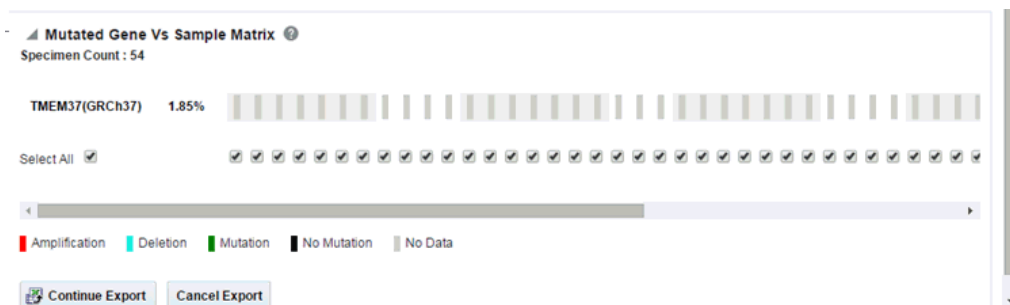 Mutated Gene Vs Sample Matrix ?
Specimen Count : 54
TMEM37(GRCh37) 1.85%
Select All
Amplification Deletion Mutation No Mutation No Data
Continue Export Cancel Export